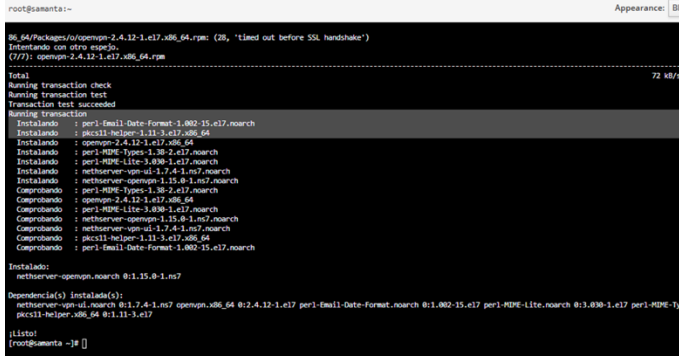 root@samanta:~
Appearance:
86_64/Packages/o/openvpn-2.4.12-1.el7.x86_64.rpm: (28, 'timed out before SSL handshake')
Intentando con otro espejo.
(7/7): openvpn-2.4.12-1.el7.x86_64.rpm
Total 72 kB/s
Running transaction check
Running transaction test
Transaction test succeeded
Running transaction
Instalando : perl-Email-Date-Format-1.002-15.el7.noarch
Instalando : pkcs11-helper-1.11-3.el7.x86_64
Instalando : openvpn-2.4.12-1.el7.x86_64
Instalando : perl-MIME-Types-1.38-2.el7.noarch
Instalando : perl-MIME-Lite-3.030-1.el7.noarch
Instalando : nethserver-vpn-ui-1.7.4-1.ns7.noarch
Instalando : nethserver-openvpn-1.15.0-1.ns7.noarch
Comprobando : perl-MIME-Types-1.38-2.el7.noarch
Comprobando : openvpn-2.4.12-1.el7.x86_64
Comprobando : perl-MIME-Lite-3.030-1.el7.noarch
Comprobando : nethserver-openvpn-1.15.0-1.ns7.noarch
Comprobando : nethserver-vpn-ui-1.7.4-1.ns7.noarch
Comprobando : pkcs11-helper-1.11-3.el7.x86_64
Comprobando : perl-Email-Date-Format-1.002-15.el7.noarch
Instalado:
nethserver-openvpn.noarch 0:1.15.0-1.ns7
Dependencia(s) instalada(s):
nethserver-vpn-ui.noarch 0:1.7.4-1.ns7 openvpn.x86_64 0:2.4.12-1.el7 perl-Email-Date-Format.noarch 0:1.002-15.el7 perl-MIME-Lite.noarch 0:3.030-1.el7 perl-MIME-Ty
pkcs11-helper.x86_64 0:1.11-3.el7
¡Listo!
[root@samanta ~]#